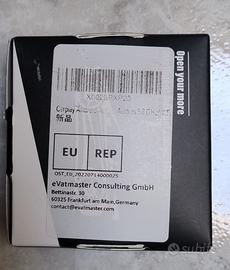 Open your more
Carplay
新品
EU REP
OST_EU_20220714000025
eVatmaster Consulting GmbH
Bettinastr. 30
60325 Frankfurt am Main,Germany
contact@evatmaster.com
subito